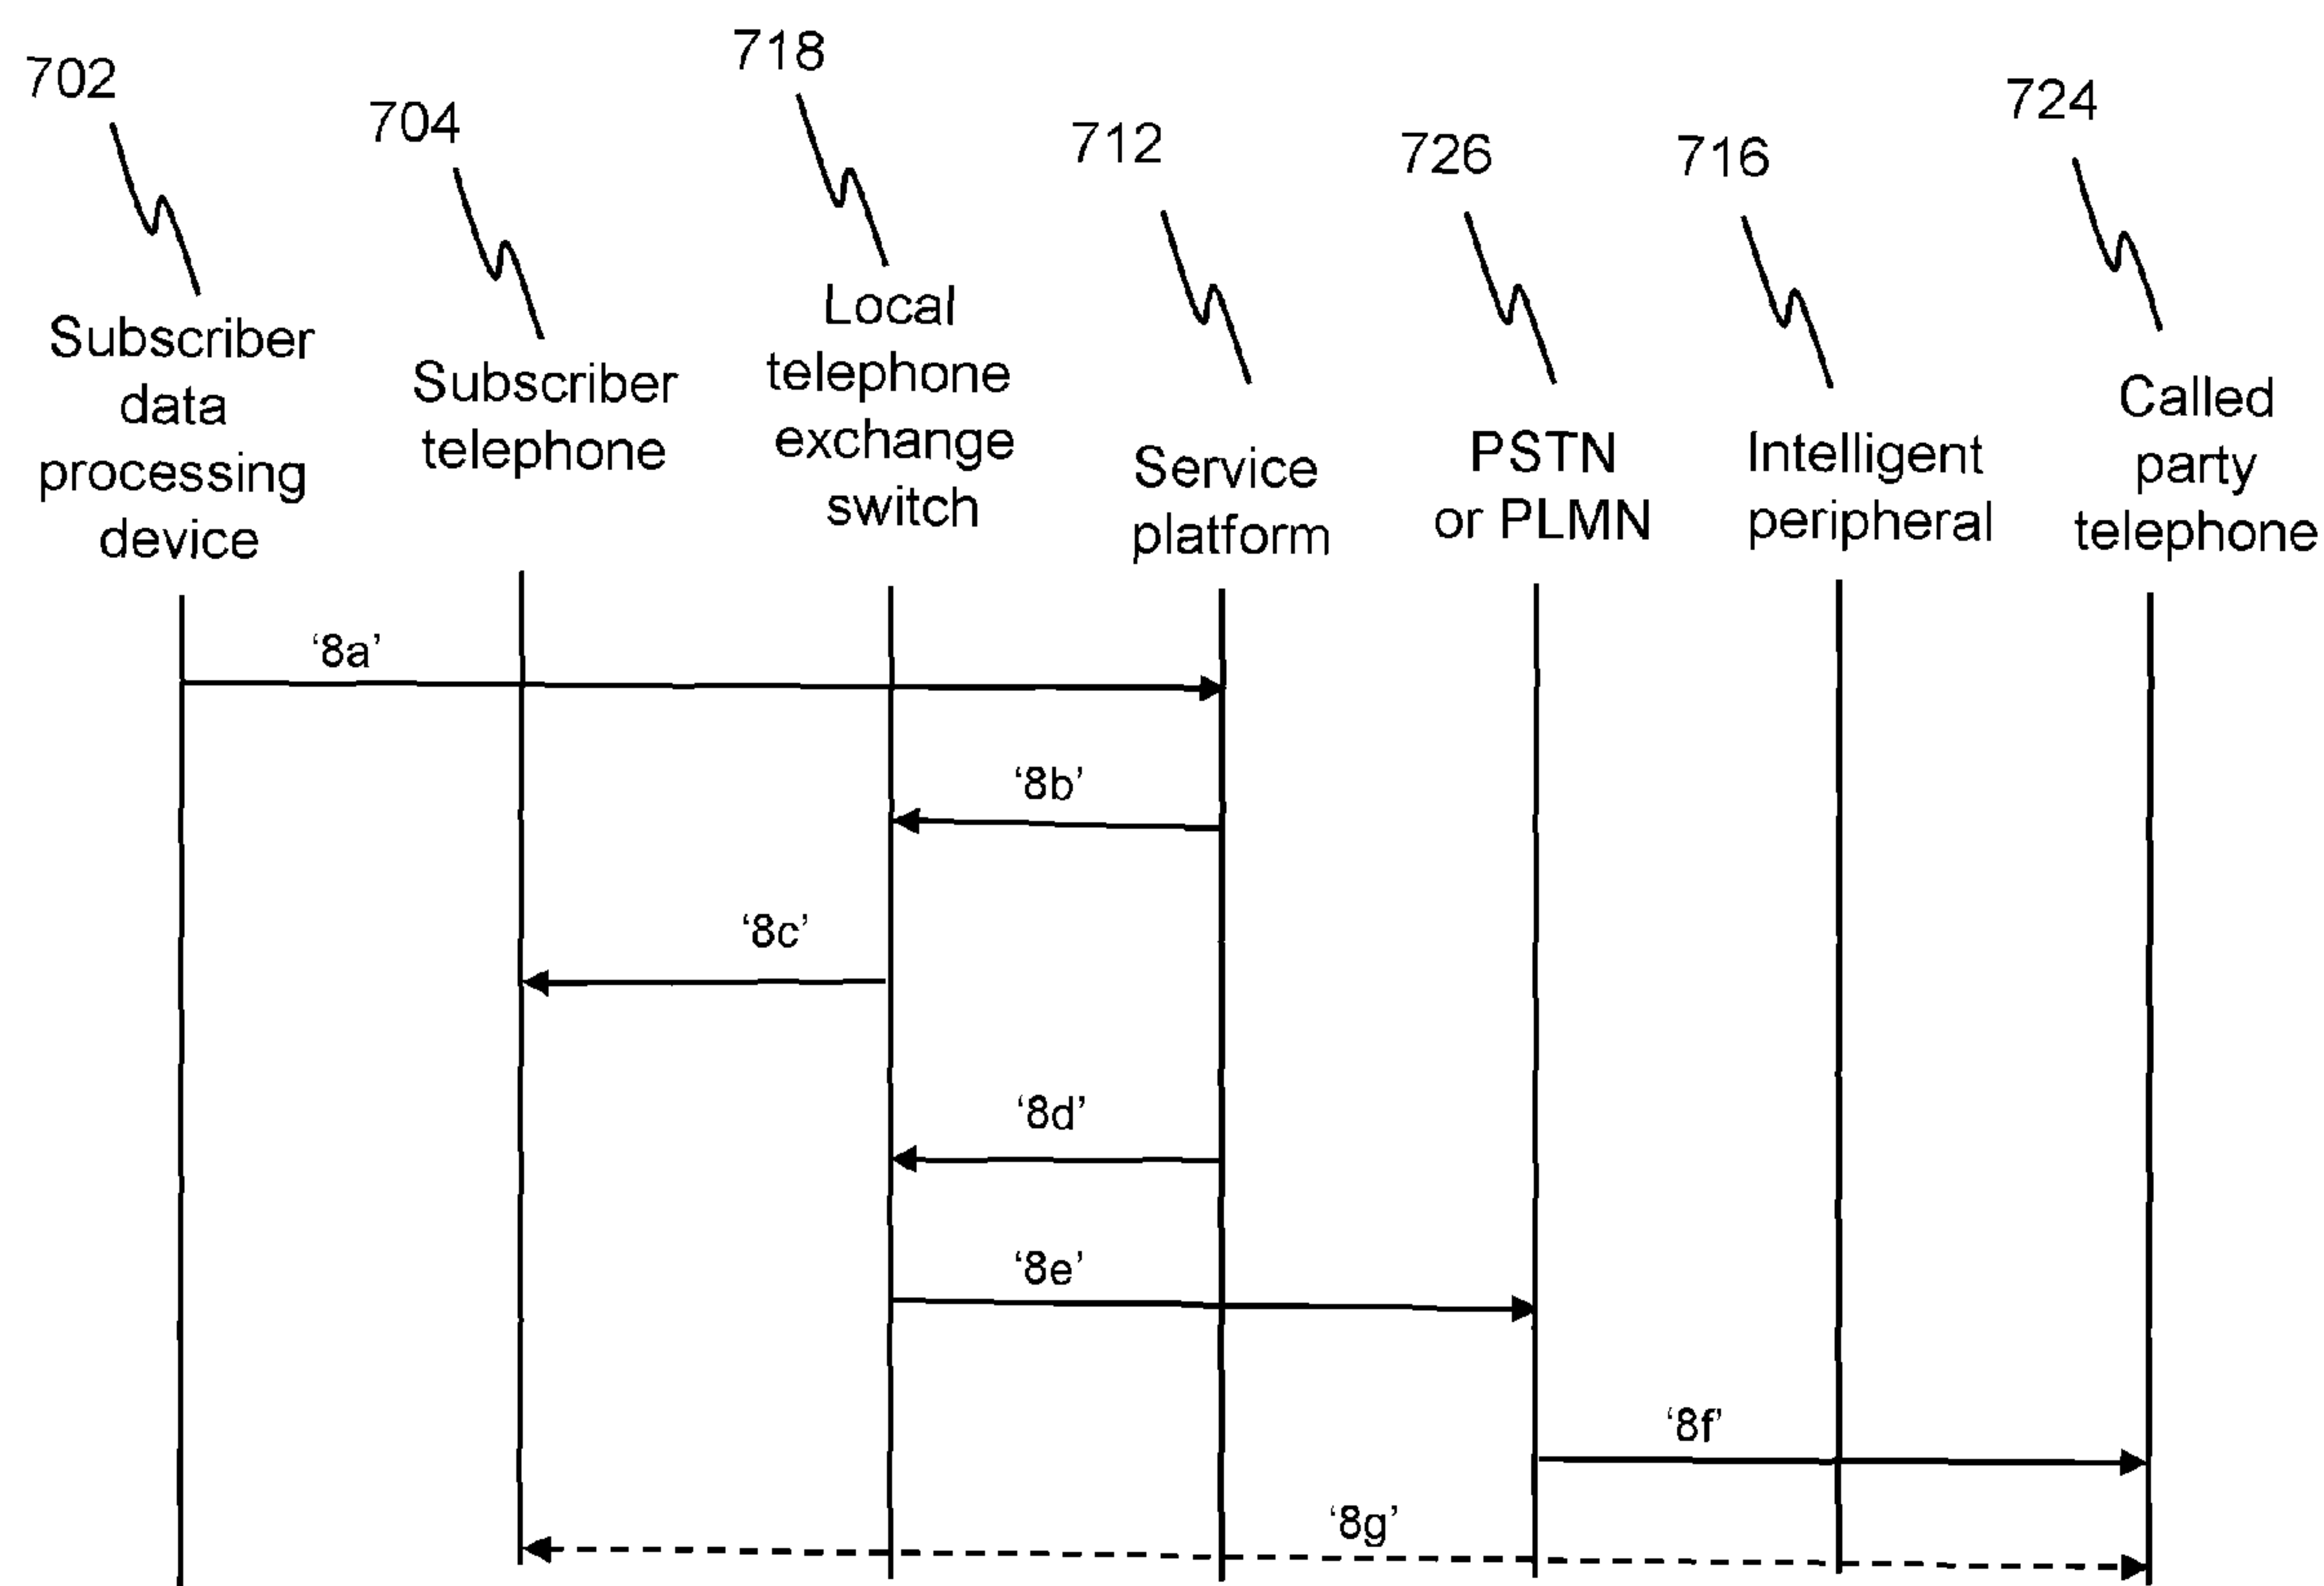 702
704
718
712
726
716
724
Subscriber
data
processing
device
Subscriber
telephone
Local
telephone
exchange
switch
Service
platform
PSTN
or PLMN
Intelligent
peripheral
Called
party
telephone
‘8a’
‘8b’
‘8c’
‘8d’
‘8e’
‘8f’
‘8g’